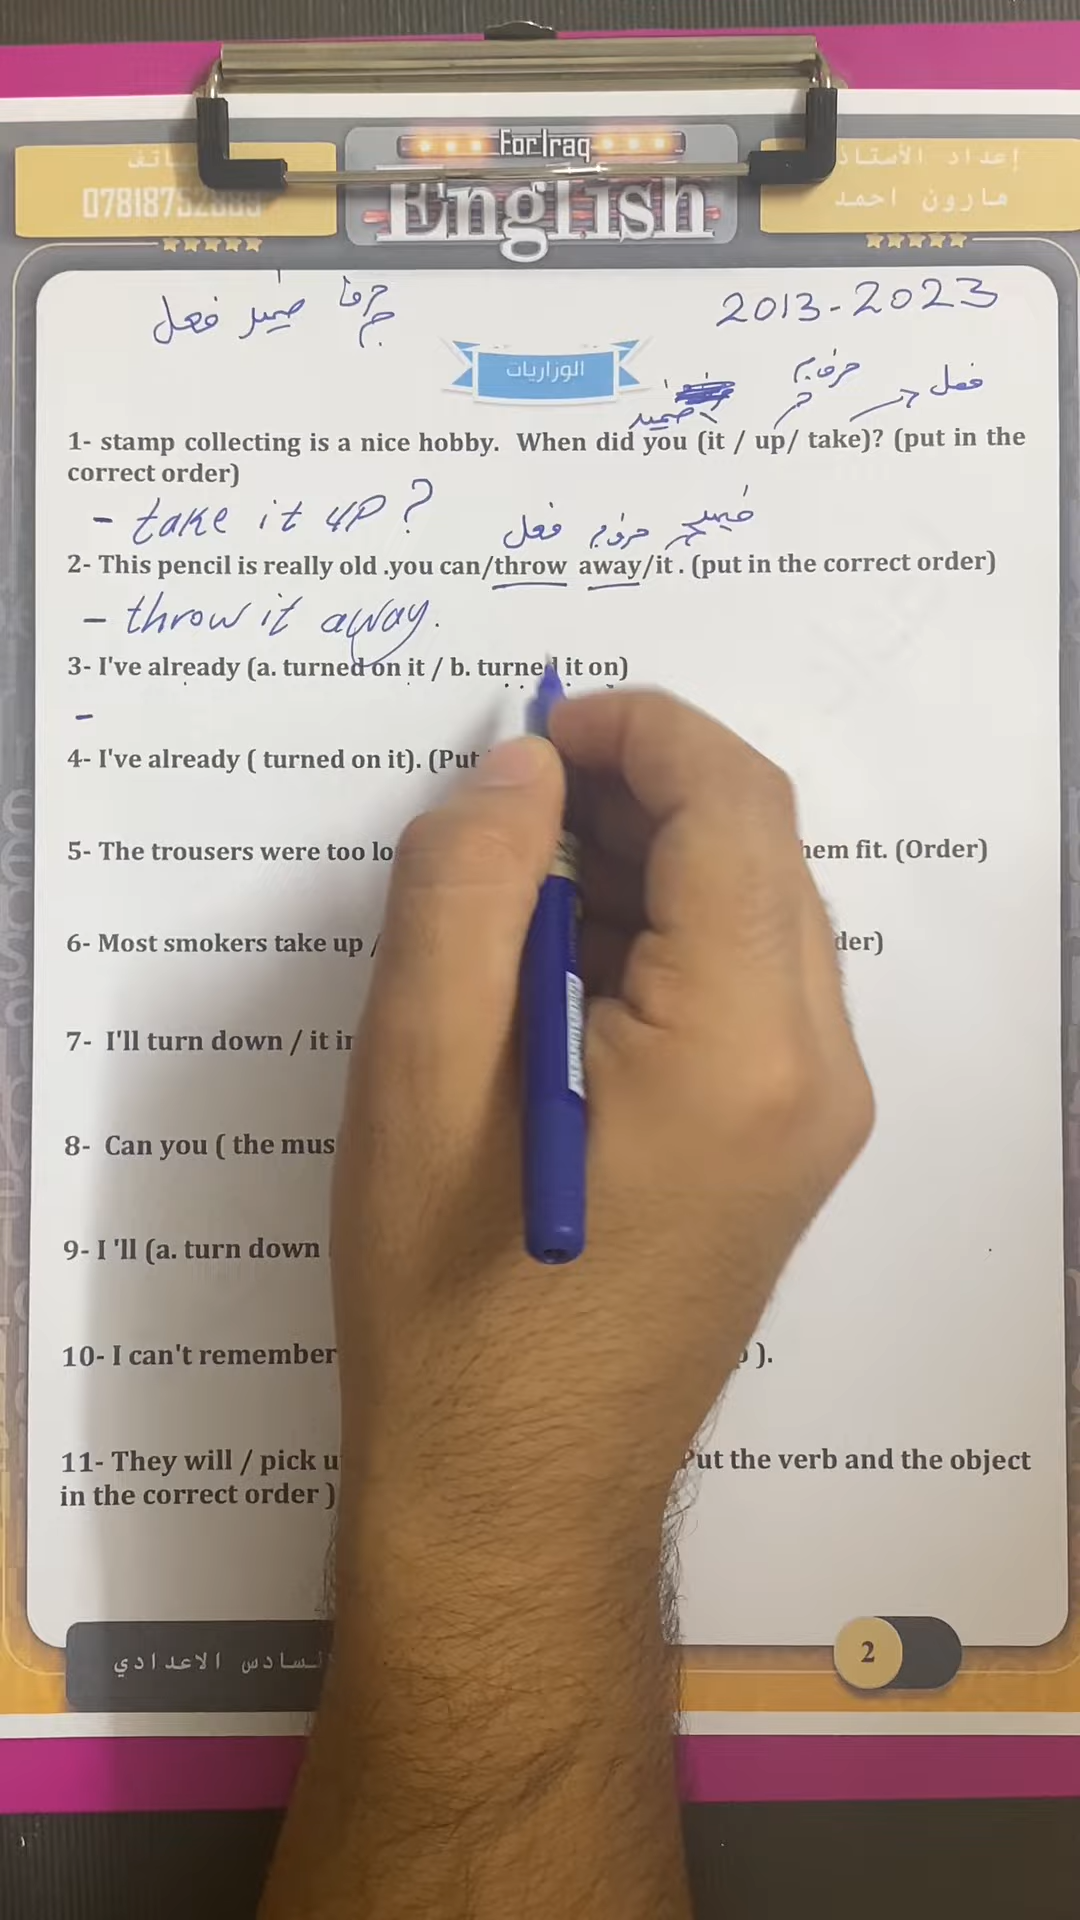 For Iraq
English
إعداد الأستاذ
هارون احمد
فعل ضمير حرف جر
2013-2023
الوزاريات
ضمير
حرف جر
فعل
1- stamp collecting is a nice hobby. When did you (it / up/ take)? (put in the
correct order)
- take it up ?
فعل حرف جر ضمير
2- This pencil is really old .you can/throw away/it . (put in the correct order)
- throw it away.
3- I've already (a. turned on it / b. turned it on)
-
4- I've already ( turned on it). (Put
5- The trousers were too
hem fit. (Order)
6- Most smokers take up /
der)
7- I'll turn down / it
8- Can you ( the mus
9- I 'll (a. turn down
10- I can't remember
).
11- They will / pick
Put the verb and the object
in the correct order )
السادس الاعدادي
2